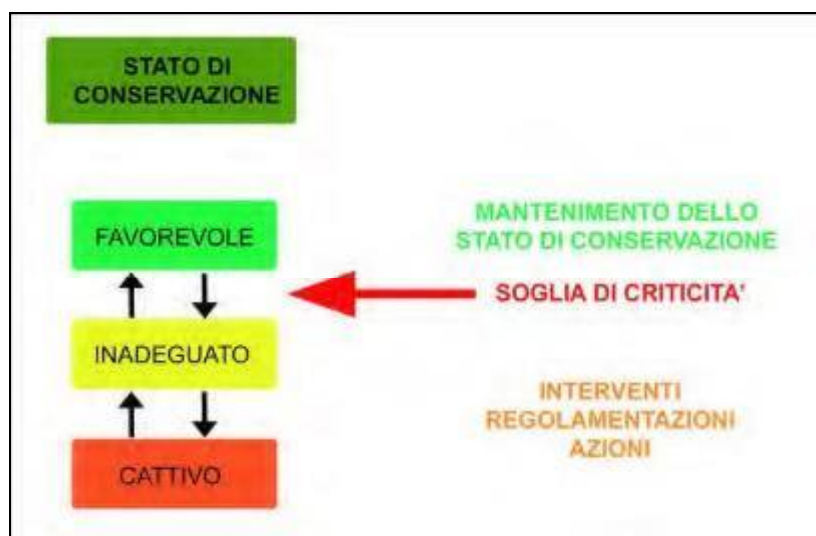 STATO DI
CONSERVAZIONE
FAVOREVOLE
MANTENIMENTO DELLO
STATO DI CONSERVAZIONE
SOGLIA DI CRITICITA'
INADEGUATO
INTERVENTI
REGOLAMENTAZIONI
AZIONI
CATTIVO